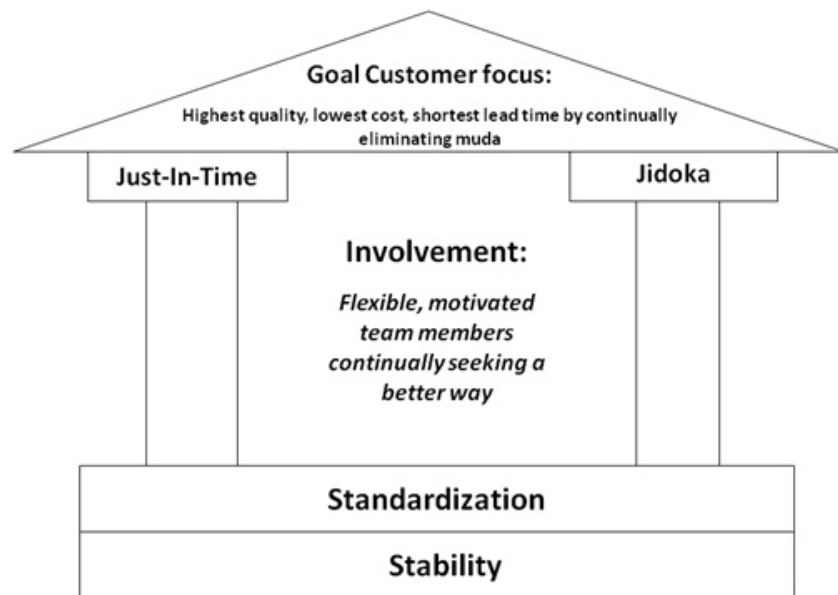 Goal Customer focus:
Highest quality, lowest cost, shortest lead time by continually
eliminating muda
Just-In-Time
Jidoka
Involvement:
Flexible, motivated
team members
continually seeking a
better way
Standardization
Stability